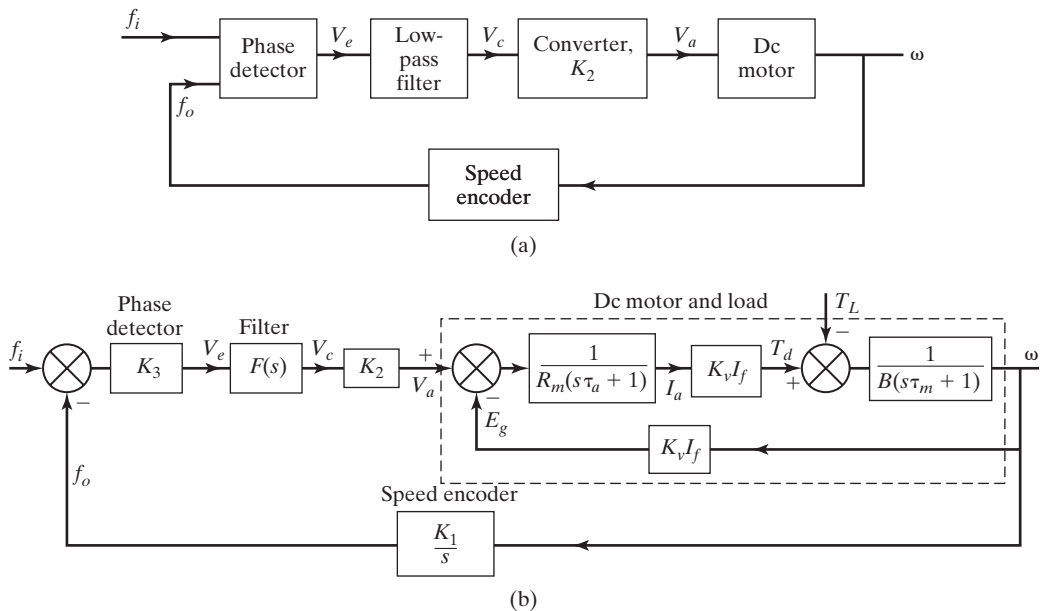 f_i
Phase
detector
V_e
Low-
pass
filter
V_c
Converter,
K_2
V_a
Dc
motor
ω
f_o
Speed
encoder
(a)
Dc motor and load
T_L
−
Phase
detector
Filter
f_i
−
K_3
V_e
F(s)
V_c
K_2
+
V_a
−
E_g
1
R_m(sτ_a + 1)
I_a
K_vI_f
T_d
+
1
B(sτ_m + 1)
ω
K_vI_f
f_o
Speed encoder
K_1
s
(b)